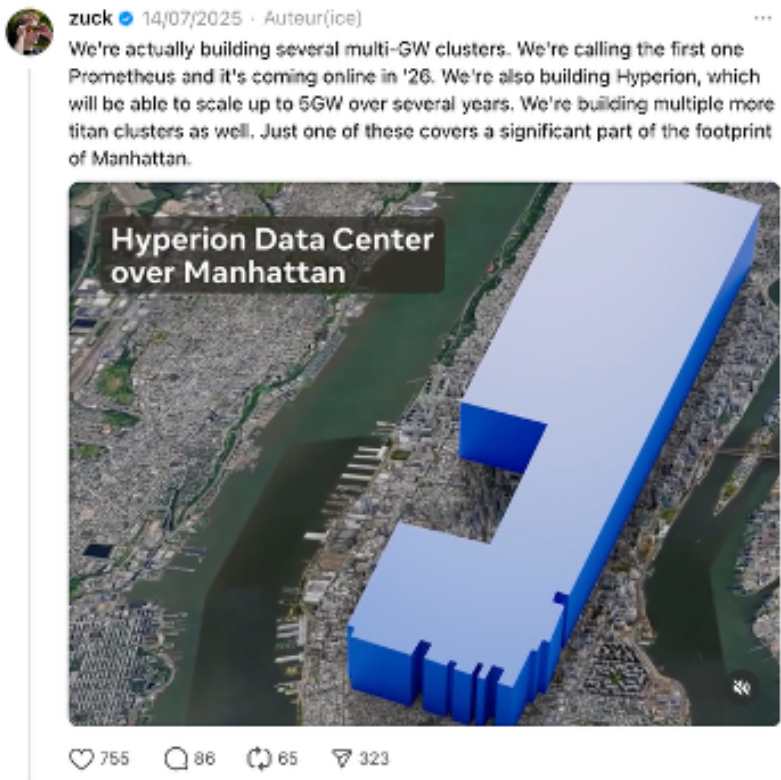 zuck 14/07/2025 · Auteur(ice)
We're actually building several multi-GW clusters. We're calling the first one
Prometheus and it's coming online in '26. We're also building Hyperion, which
will be able to scale up to 5GW over several years. We're building multiple more
titan clusters as well. Just one of these covers a significant part of the footprint
of Manhattan.
Hyperion Data Center
over Manhattan
755 86 65 323